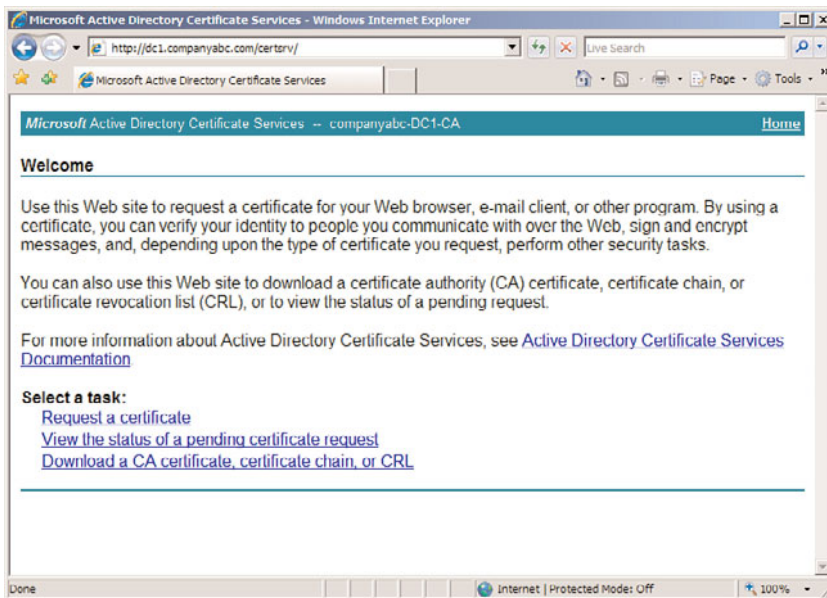 Microsoft Active Directory Certificate Services - Windows Internet Explorer
http://dc1.companyabc.com/certsrv/
Live Search
Microsoft Active Directory Certificate Services
Page
Tools
Microsoft Active Directory Certificate Services -- companyabc-DC1-CA
Home
Welcome
Use this Web site to request a certificate for your Web browser, e-mail client, or other program. By using a
certificate, you can verify your identity to people you communicate with over the Web, sign and encrypt
messages, and, depending upon the type of certificate you request, perform other security tasks.
You can also use this Web site to download a certificate authority (CA) certificate, certificate chain, or
certificate revocation list (CRL), or to view the status of a pending request.
For more information about Active Directory Certificate Services, see Active Directory Certificate Services
Documentation.
Select a task:
Request a certificate
View the status of a pending certificate request
Download a CA certificate, certificate chain, or CRL
Done
Internet | Protected Mode: Off
100%